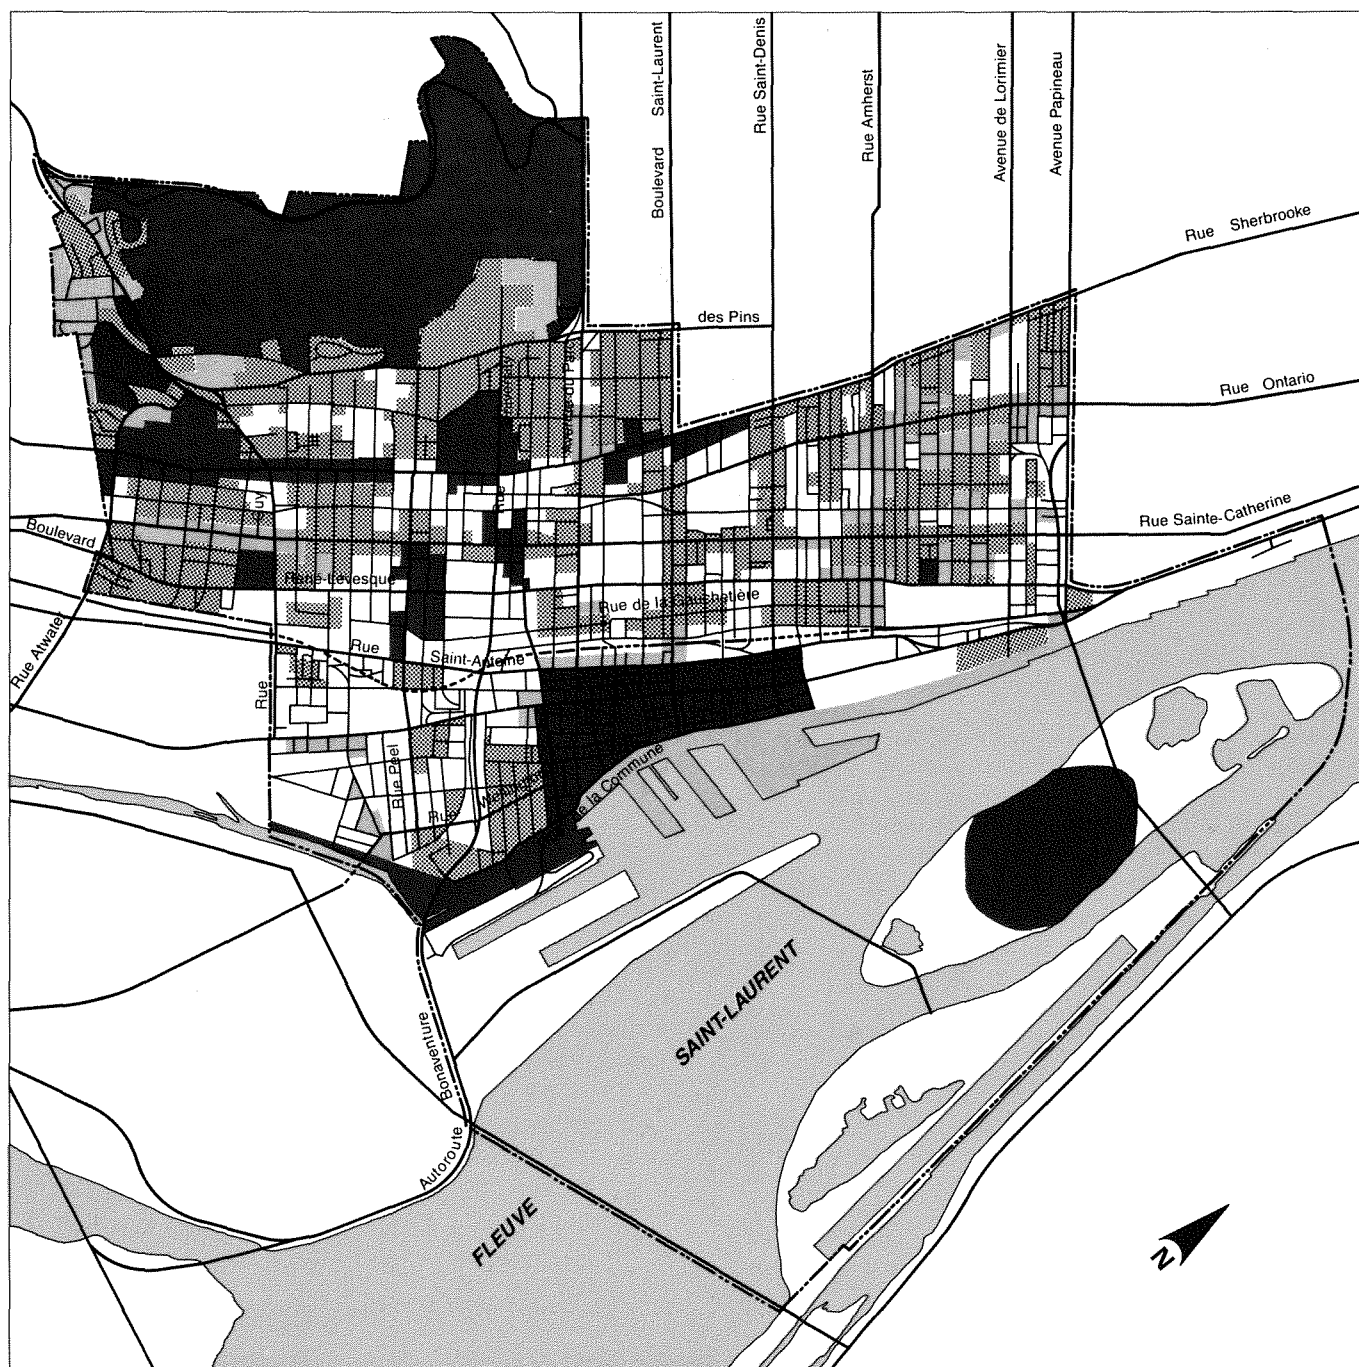 Boulevard Saint-Laurent
Rue Saint-Denis
Rue Amherst
Avenue de Lorimier
Avenue Papineau
Rue Sherbrooke
des Pins
Rue Ontario
Rue Sainte-Catherine
Boulevard
René-Lévesque
Rue de la Gauchetière
Rue
Saint-Antoine
Rue Atwater
Rue
Guy
Rue
Rue Peel
Rue
de la Commune
SAINT-LAURENT
FLEUVE
Bonaventure
Autoroute
N